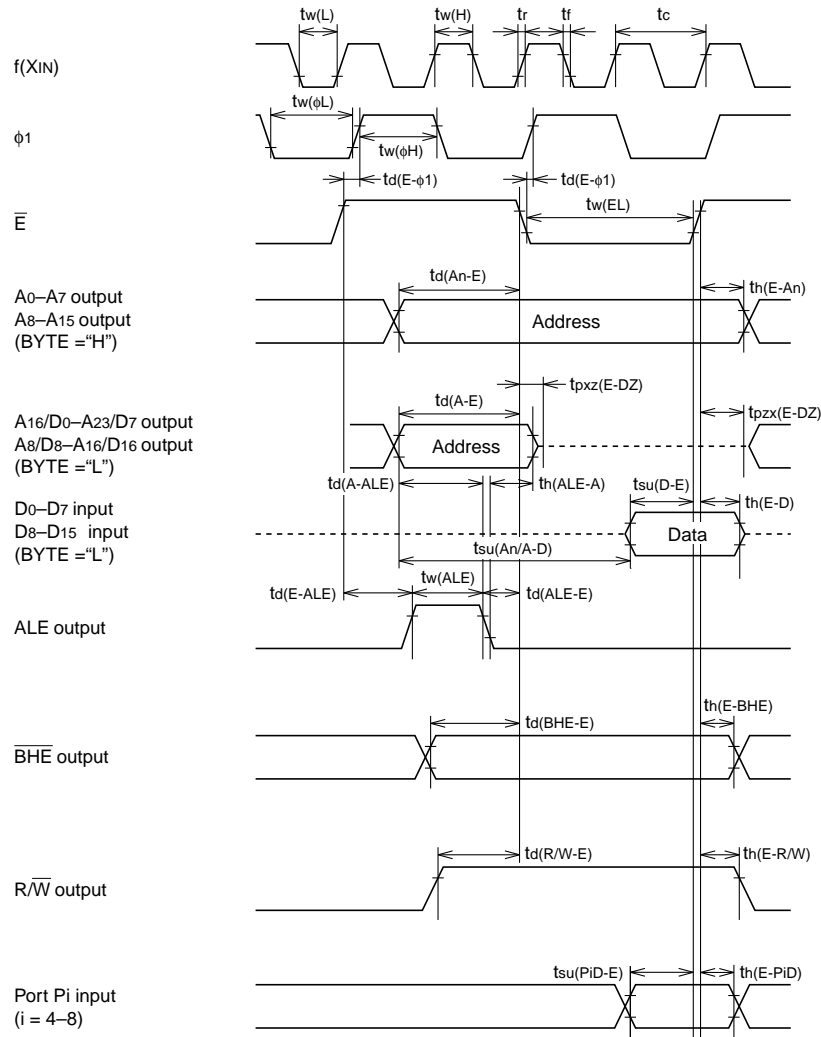 tw(L)
tw(H)
tr
tf
tc
f(XIN)
tw(ϕL)
ϕ1
tw(ϕH)
td(E-ϕ1)
td(E-ϕ1)
tw(EL)
E
td(An-E)
th(E-An)
A0–A7 output
A8–A15 output
(BYTE ="H")
Address
tpxz(E-DZ)
td(A-E)
tpzx(E-DZ)
A16/D0–A23/D7 output
A8/D8–A16/D16 output
(BYTE ="L")
Address
td(A-ALE)
th(ALE-A)
tsu(D-E)
th(E-D)
D0–D7 input
D8–D15 input
(BYTE ="L")
Data
tsu(An/A-D)
tw(ALE)
td(E-ALE)
td(ALE-E)
ALE output
th(E-BHE)
td(BHE-E)
BHE output
td(R/W-E)
th(E-R/W)
R/W output
tsu(PiD-E)
th(E-PiD)
Port Pi input
(i = 4–8)